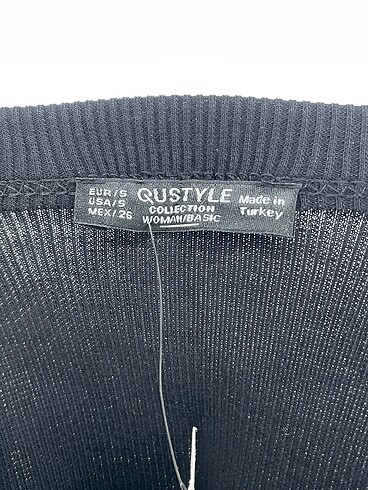 EUR/S
USA/S
MEX/26
QUSTYLE
COLLECTION
WOMAN/BASIC
Made in
Turkey